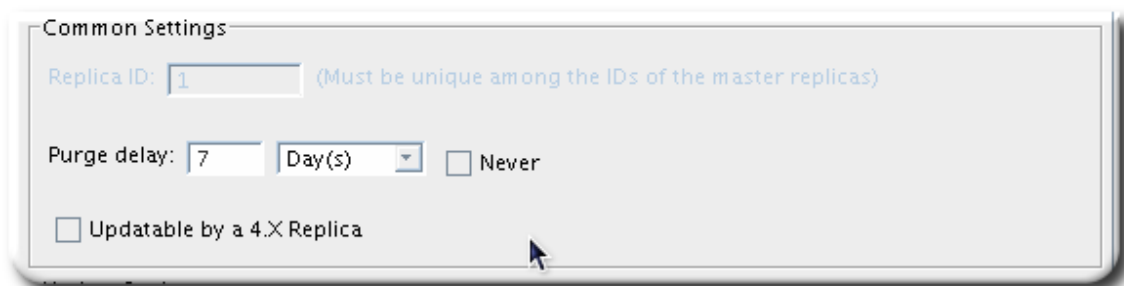 Common Settings
Replica ID: 1 (Must be unique among the IDs of the master replicas)
Purge delay: 7 Day(s) Never
Updatable by a 4.X Replica